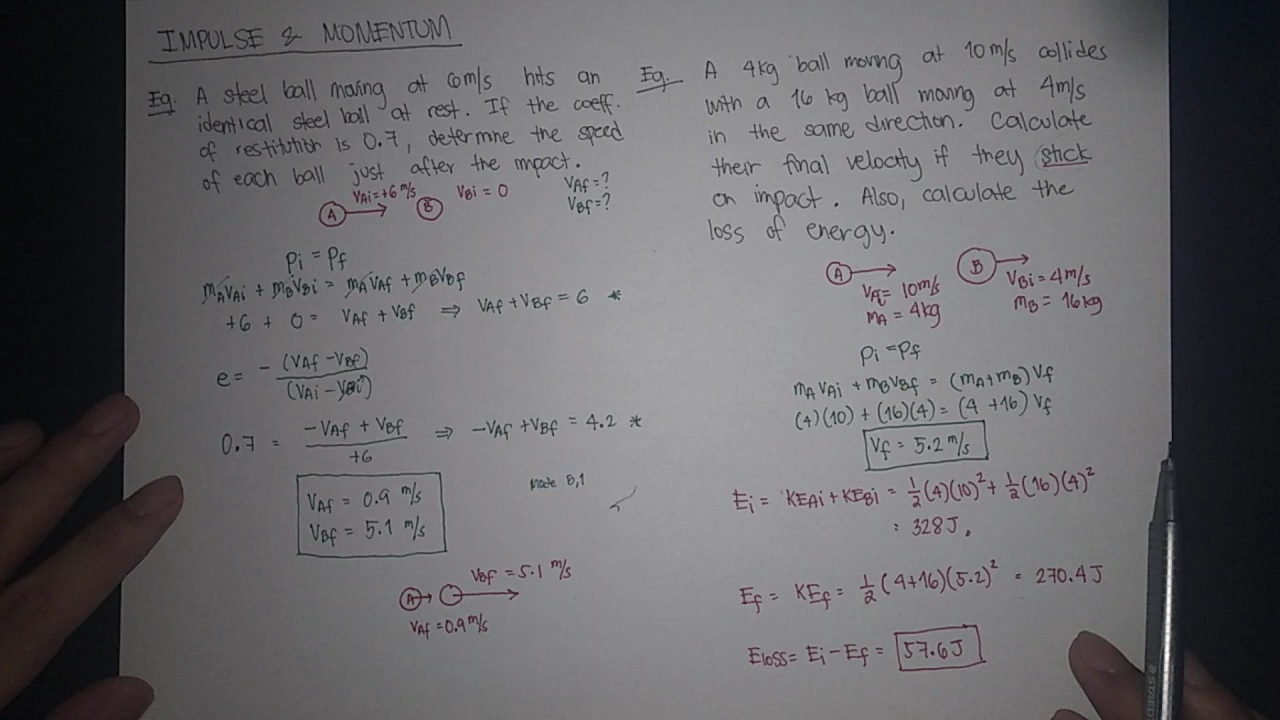 IMPULSE & MOMENTUM
Eg. A steel ball moving at 6m/s hits an
identical steel ball at rest. If the coeff.
of restitution is 0.7, determine the speed
of each ball just after the impact.
VAi=+6 m/s
VBi = 0
VAf = ?
VBf = ?
A
B
Pi = Pf
mAVAi + mBVBi = mAVAf + mBVBf
+6 + 0 = VAf + VBf ⇒ VAf + VBf = 6 *
e = - (VAf - VBf) / (VAi - VBi)
0.7 = -VAf + VBf / +6 ⇒ -VAf + VBf = 4.2 *
VAf = 0.9 m/s
VBf = 5.1 m/s
mode 5,1
VBf = 5.1 m/s
A
VAf = 0.9 m/s
Eg. A 4kg ball moving at 10 m/s collides
with a 16 kg ball moving at 4m/s
in the same direction. Calculate
their final velocity if they stick
on impact. Also, calculate the
loss of energy.
A
VAi = 10m/s
mA = 4kg
B
VBi = 4m/s
mB = 16kg
Pi = Pf
mAVAi + mBVBf = (mA+mB) Vf
(4)(10) + (16)(4) = (4 +16) Vf
Vf = 5.2 m/s
Ei = KEAi + KEBi = 1/2 (4)(10)² + 1/2 (16)(4)²
= 328J.
Ef = KEf = 1/2 (4+16)(5.2)² = 270.4J
Eloss = Ei - Ef = 57.6J